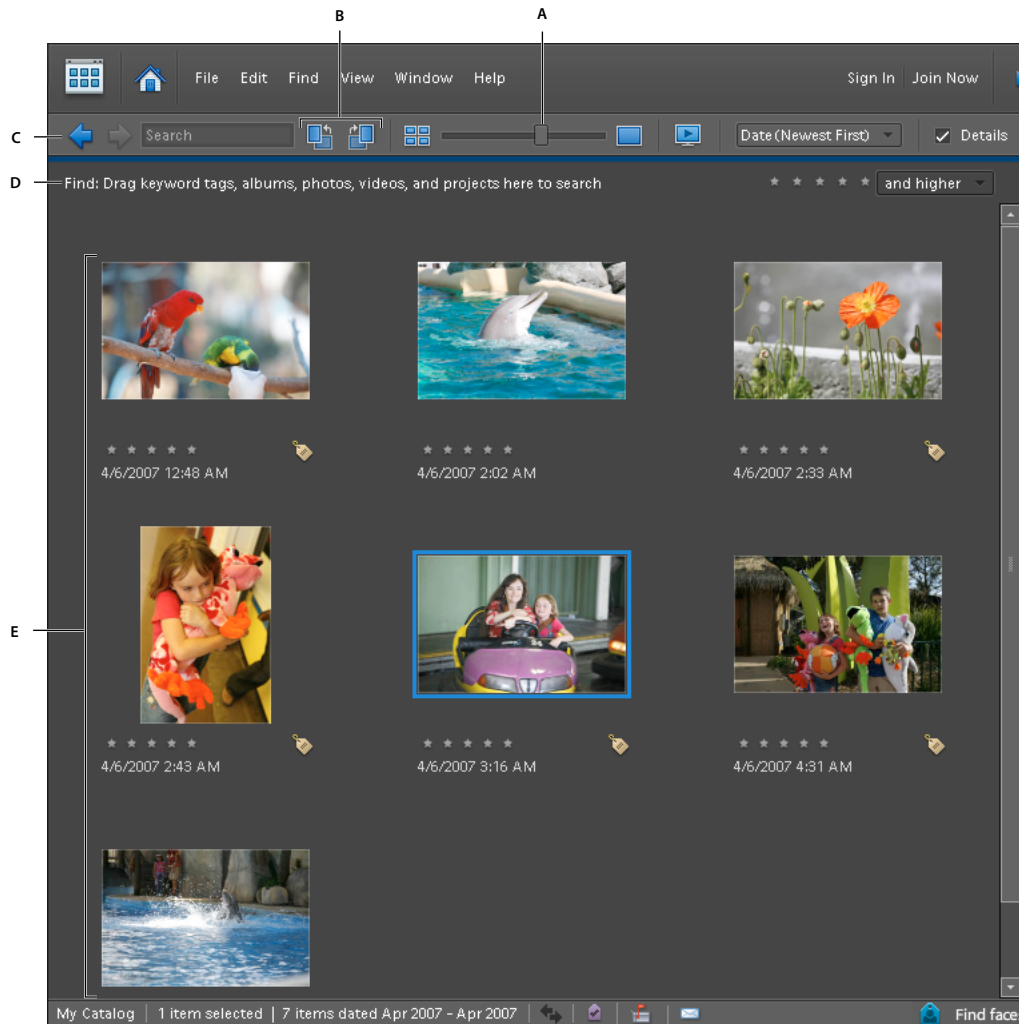 B
A
File Edit Find View Window Help
Sign In Join Now
C
Search
Date (Newest First)
Details
D
Find: Drag keyword tags, albums, photos, videos, and projects here to search
and higher
4/6/2007 12:48 AM
4/6/2007 2:02 AM
4/6/2007 2:33 AM
E
4/6/2007 2:43 AM
4/6/2007 3:16 AM
4/6/2007 4:31 AM
My Catalog 1 item selected 7 items dated Apr 2007 - Apr 2007
Find face